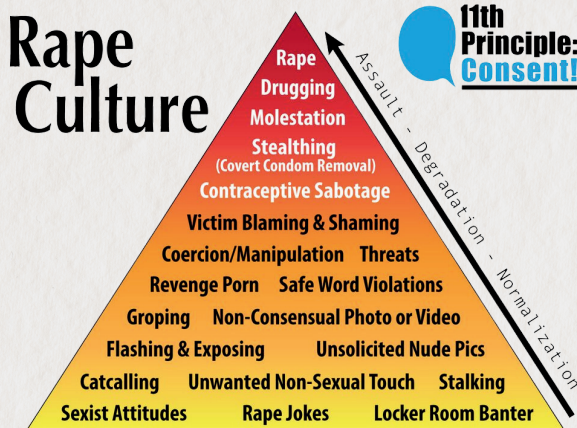 Rape
Culture
11th
Principle:
Consent!
Assault - Degradation - Normalization
Rape
Drugging
Molestation
Stealthing
(Covert Condom Removal)
Contraceptive Sabotage
Victim Blaming & Shaming
Coercion/Manipulation Threats
Revenge Porn Safe Word Violations
Groping Non-Consensual Photo or Video
Flashing & Exposing Unsolicited Nude Pics
Catcalling Unwanted Non-Sexual Touch Stalking
Sexist Attitudes Rape Jokes Locker Room Banter